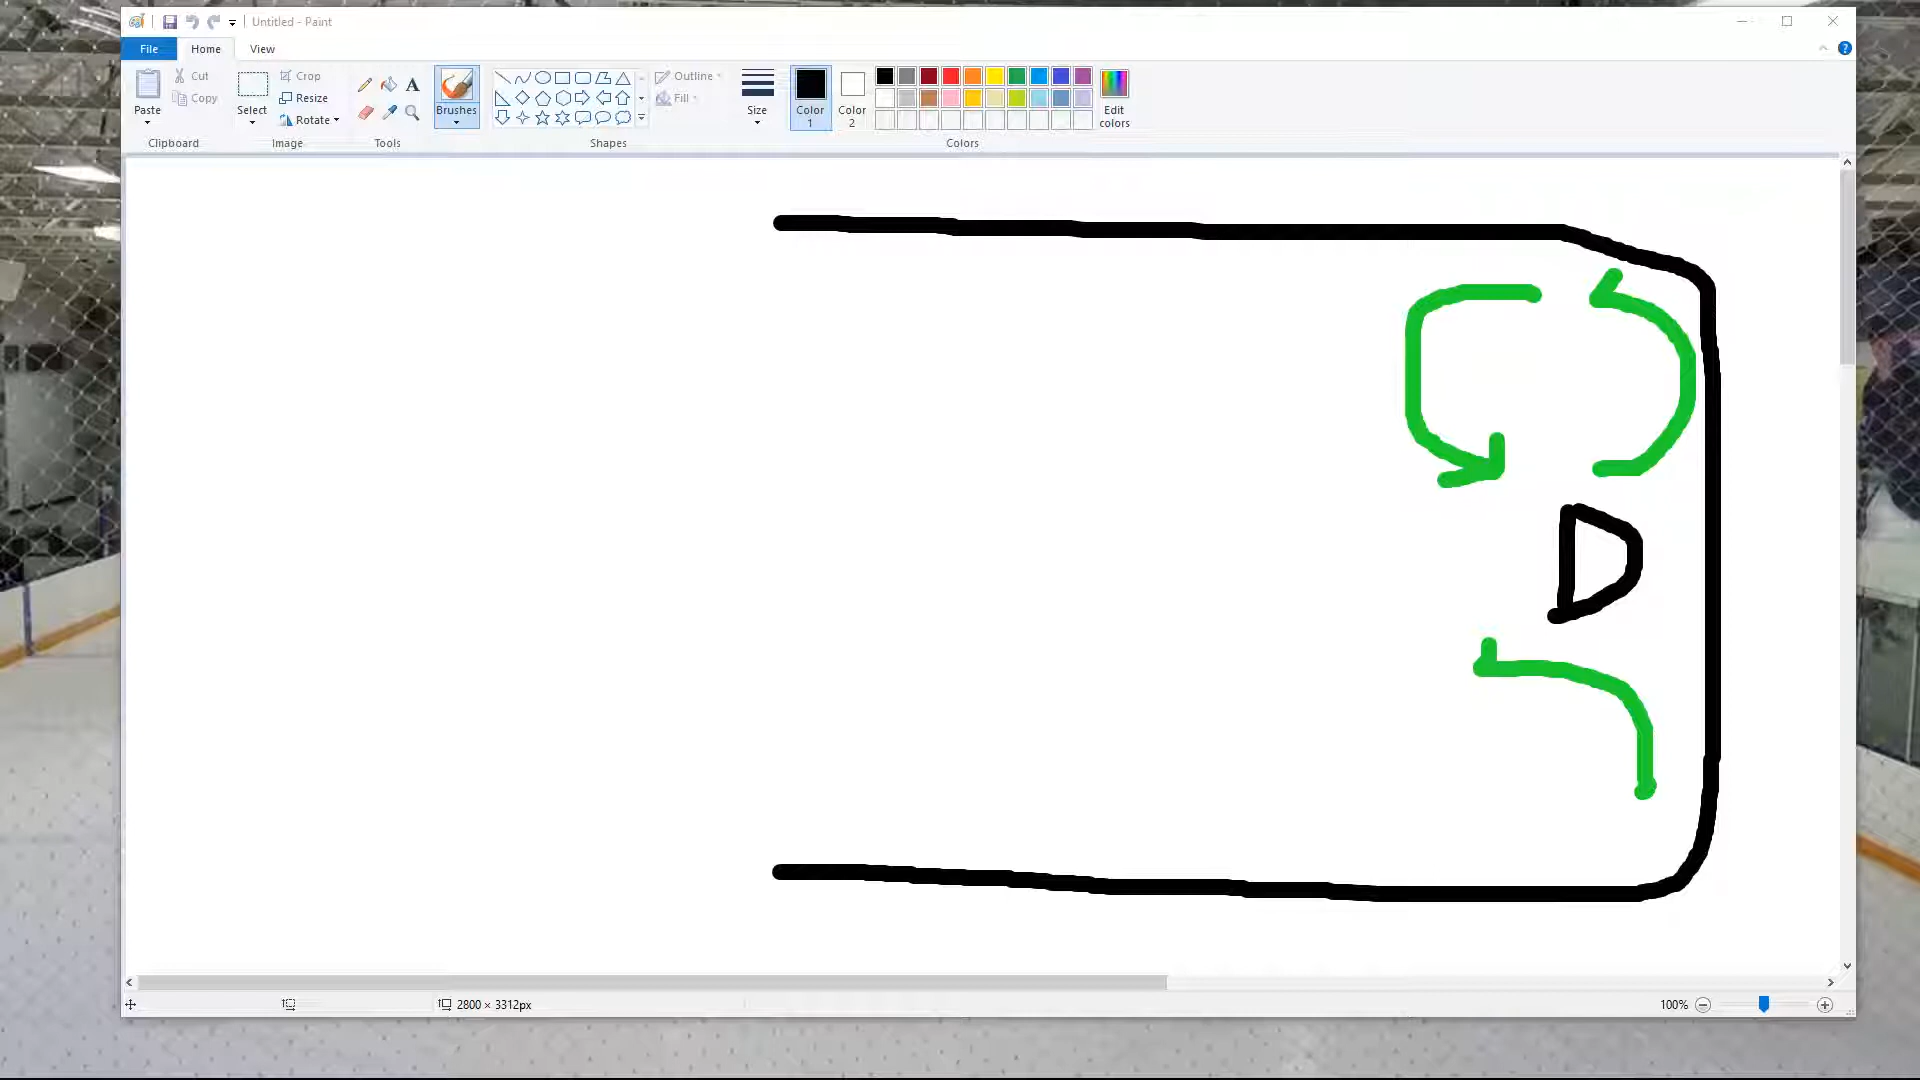 Untitled - Paint
File Home View
Paste
Cut
Copy
Select
Crop
Resize
Rotate
A
Brushes
Outline
Fill
Size
Color 1
Color 2
Edit colors
Clipboard
Image
Tools
Shapes
Colors
D
2800 × 3312px
100%